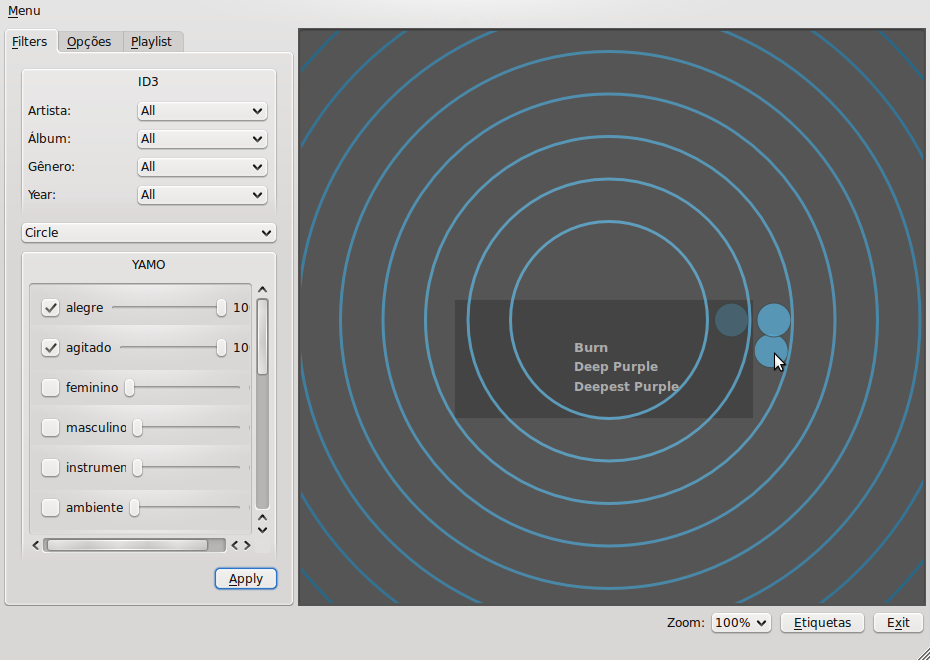 Menu
Filters Opções Playlist
ID3
Artista: All
Álbum: All
Gênero: All
Year: All
Circle
YAMO
alegre 10
agitado 10
feminino
masculino
instrumen
ambiente
Apply
Burn
Deep Purple
Deepest Purple
Zoom: 100% Etiquetas Exit